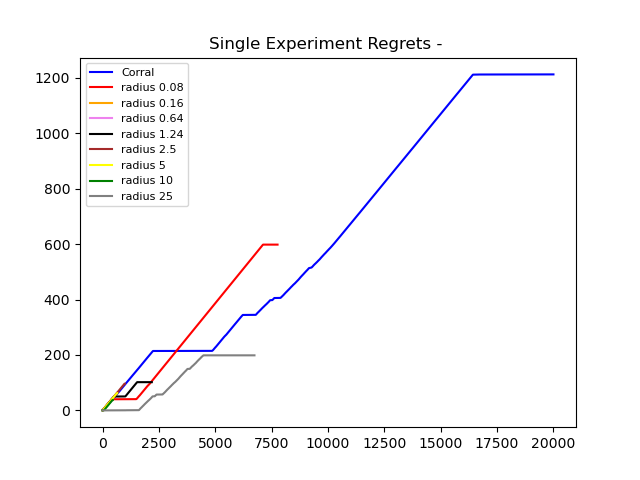 Single Experiment Regrets -
Corral
radius 0.08
radius 0.16
radius 0.64
radius 1.24
radius 2.5
radius 5
radius 10
radius 25
1200
1000
800
600
400
200
0
0 2500 5000 7500 10000 12500 15000 17500 20000